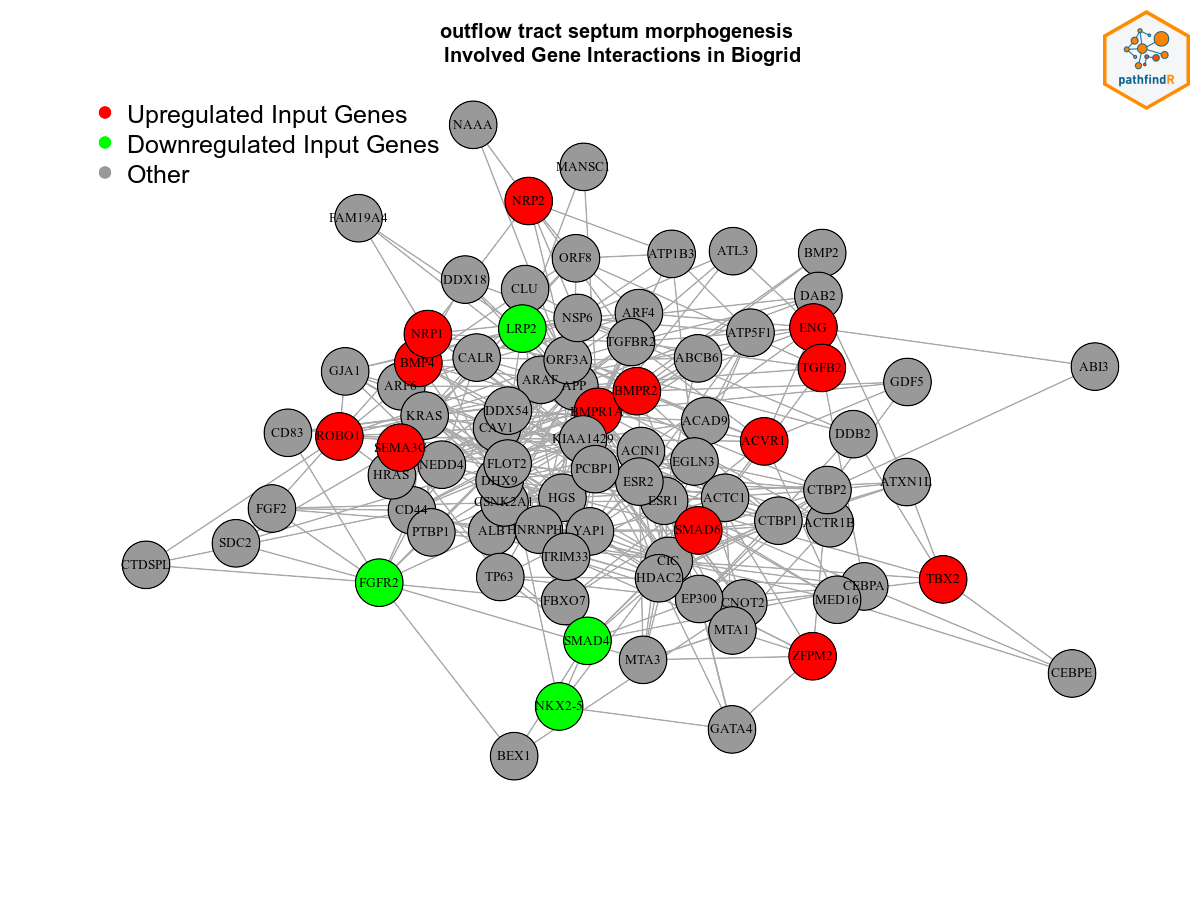 outflow tract septum morphogenesis
Involved Gene Interactions in Biogrid
pathfindR
Upregulated Input Genes
Downregulated Input Genes
Other
NAAA
MANSC1
NRP2
FAM19A4
ORF8
ATP1B3
ATL3
BMP2
DDX18
CLU
DAB2
NSP6
ARF4
LRP2
ENG
NRP1
ATP5F1
TGFBR2
CALR
ABCB6
BMP4
ORF3A
TGFB2
ABI3
GJA1
ARF6
ARAF
APP
GDF5
BMPR2
KRAS
DDX54
BMPR1A
CAV1
ACAD9
CD83
ROBO1
KIAA1429
ACVR1
DDB2
SEMA3C
ACIN1
NEDD4
FLOT2
EGLN3
PCBP1
HRAS
DHX9
ESR2
ATXN1L
CTBP2
CSNK2A1
HGS
ESR1
ACTC1
FGF2
CD44
CTBP1
ACTR1B
PTBP1
ALB
YAP1
SMAD6
SDC2
TRIM33
CTDSPL
CIC
FGFR2
TP63
HDAC2
TBX2
CEBPA
FBXO7
EP300
CNOT2
MED16
MTA1
SMAD4
MTA3
ZFPM2
CEBPE
NKX2-5
GATA4
BEX1